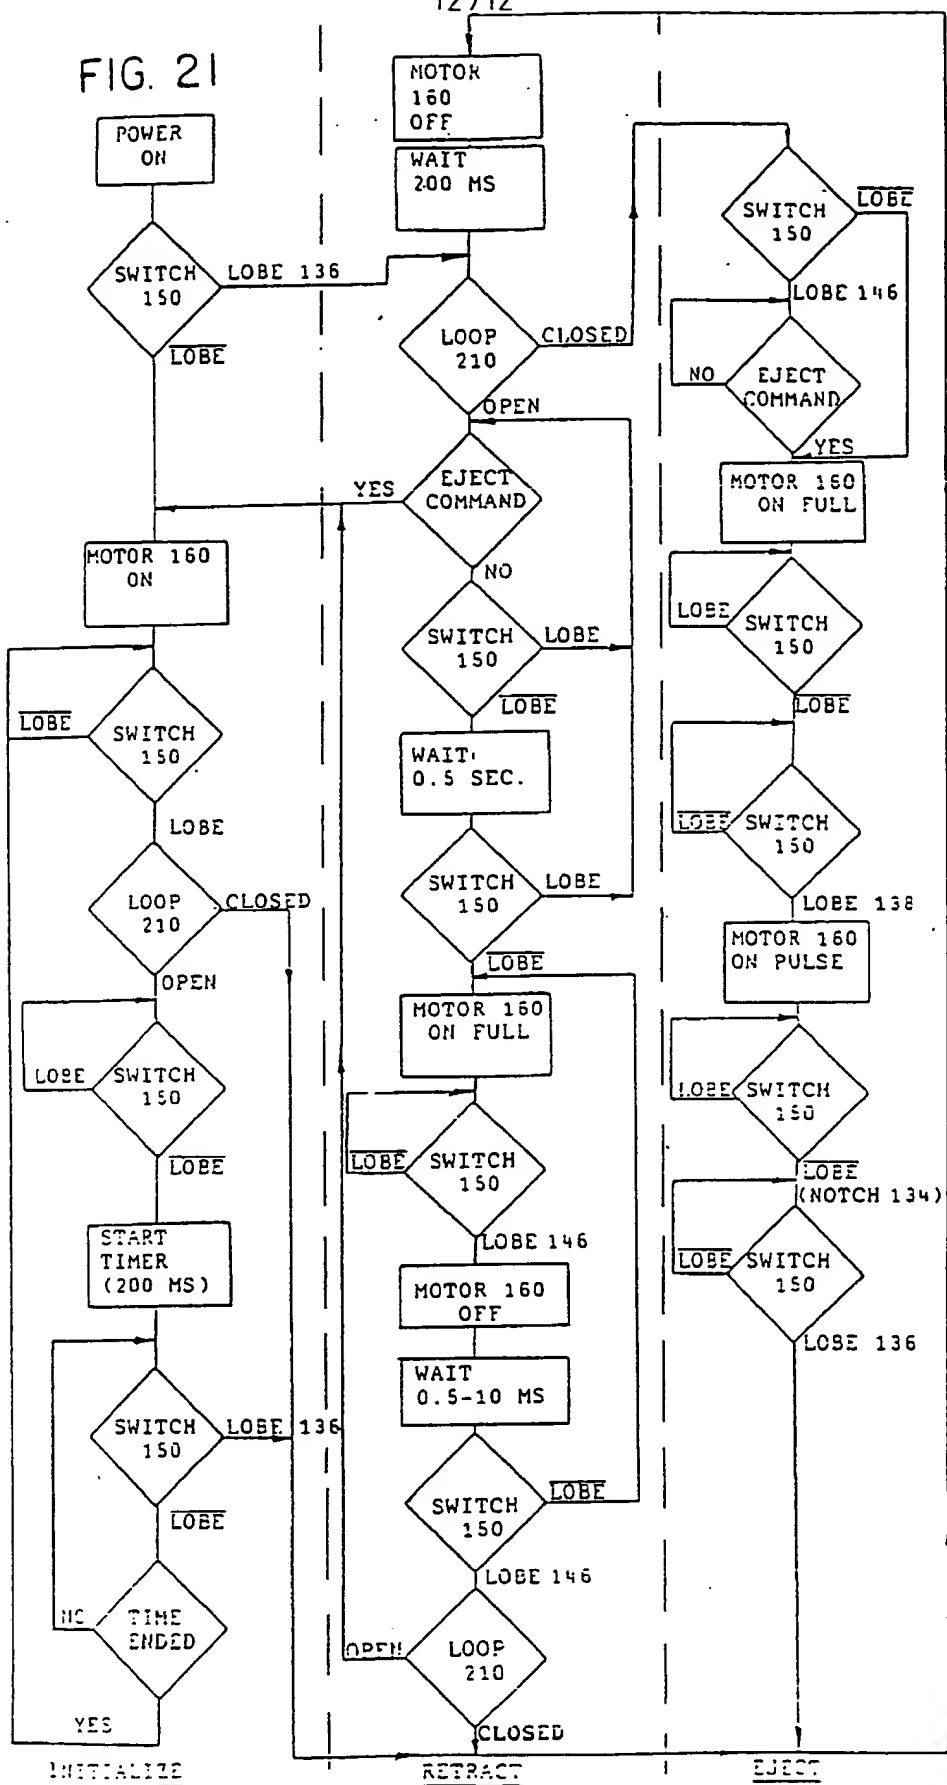 12/12
FIG. 21
POWER
ON
SWITCH
150
LOBE 136
LOBE
MOTOR 160
ON
LOBE
SWITCH
150
LOBE
LOOP
210
CLOSED
OPEN
LOBE
SWITCH
150
LOBE
START
TIMER
(200 MS)
SWITCH
150
LOBE 136
LOBE
NO
TIME
ENDED
YES
INITIALIZE
MOTOR
160
OFF
WAIT
200 MS
LOOP
210
CLOSED
OPEN
YES
EJECT
COMMAND
NO
SWITCH
150
LOBE
LOBE
WAIT
0.5 SEC.
SWITCH
150
LOBE
LOBE
MOTOR 160
ON FULL
LOBE
SWITCH
150
LOBE 146
MOTOR 160
OFF
WAIT
0.5-10 MS
SWITCH
150
LOBE
LOBE 146
OPEN
LOOP
210
CLOSED
RETRACT
SWITCH
150
LOBE
LOBE 146
NO
EJECT
COMMAND
YES
MOTOR 160
ON FULL
LOBE
SWITCH
150
LOBE
LOBE
SWITCH
150
LOBE 138
MOTOR 160
ON PULSE
LOBE
SWITCH
150
LOBE
(NOTCH 134)
LOBE
SWITCH
150
LOBE 136
EJECT